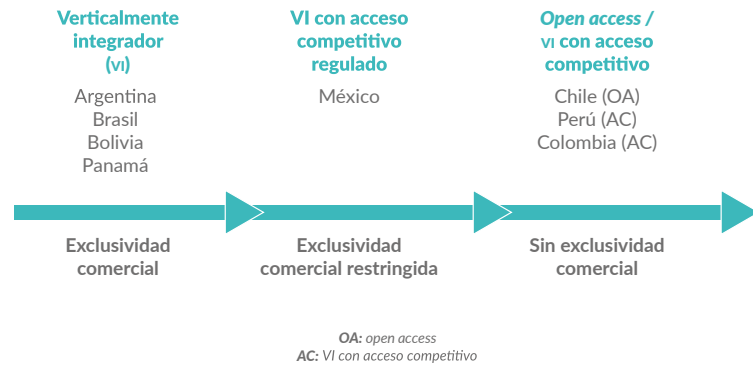 Verticalmente
integrador
(VI)
Argentina
Brasil
Bolivia
Panamá
VI con acceso
competitivo
regulado
México
Open access /
VI con acceso
competitivo
Chile (OA)
Perú (AC)
Colombia (AC)
Exclusividad
comercial
Exclusividad
comercial restringida
Sin exclusividad
comercial
OA: open access
AC: VI con acceso competitivo